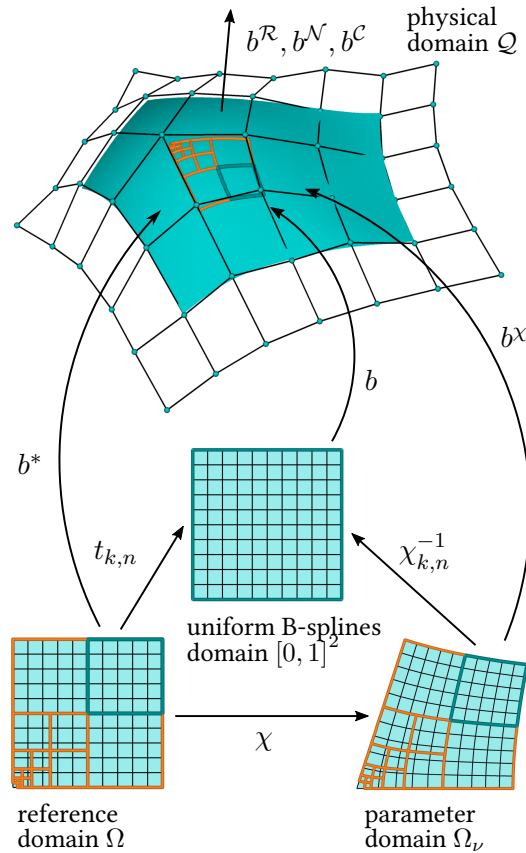 physical
domain 𝒬
b^ℛ, b^𝒩, b^𝒞
b^χ
b
b*
t_{k,n}
χ_{k,n}^{-1}
uniform B-splines
domain [0, 1]²
χ
reference
domain Ω
parameter
domain Ω_ν